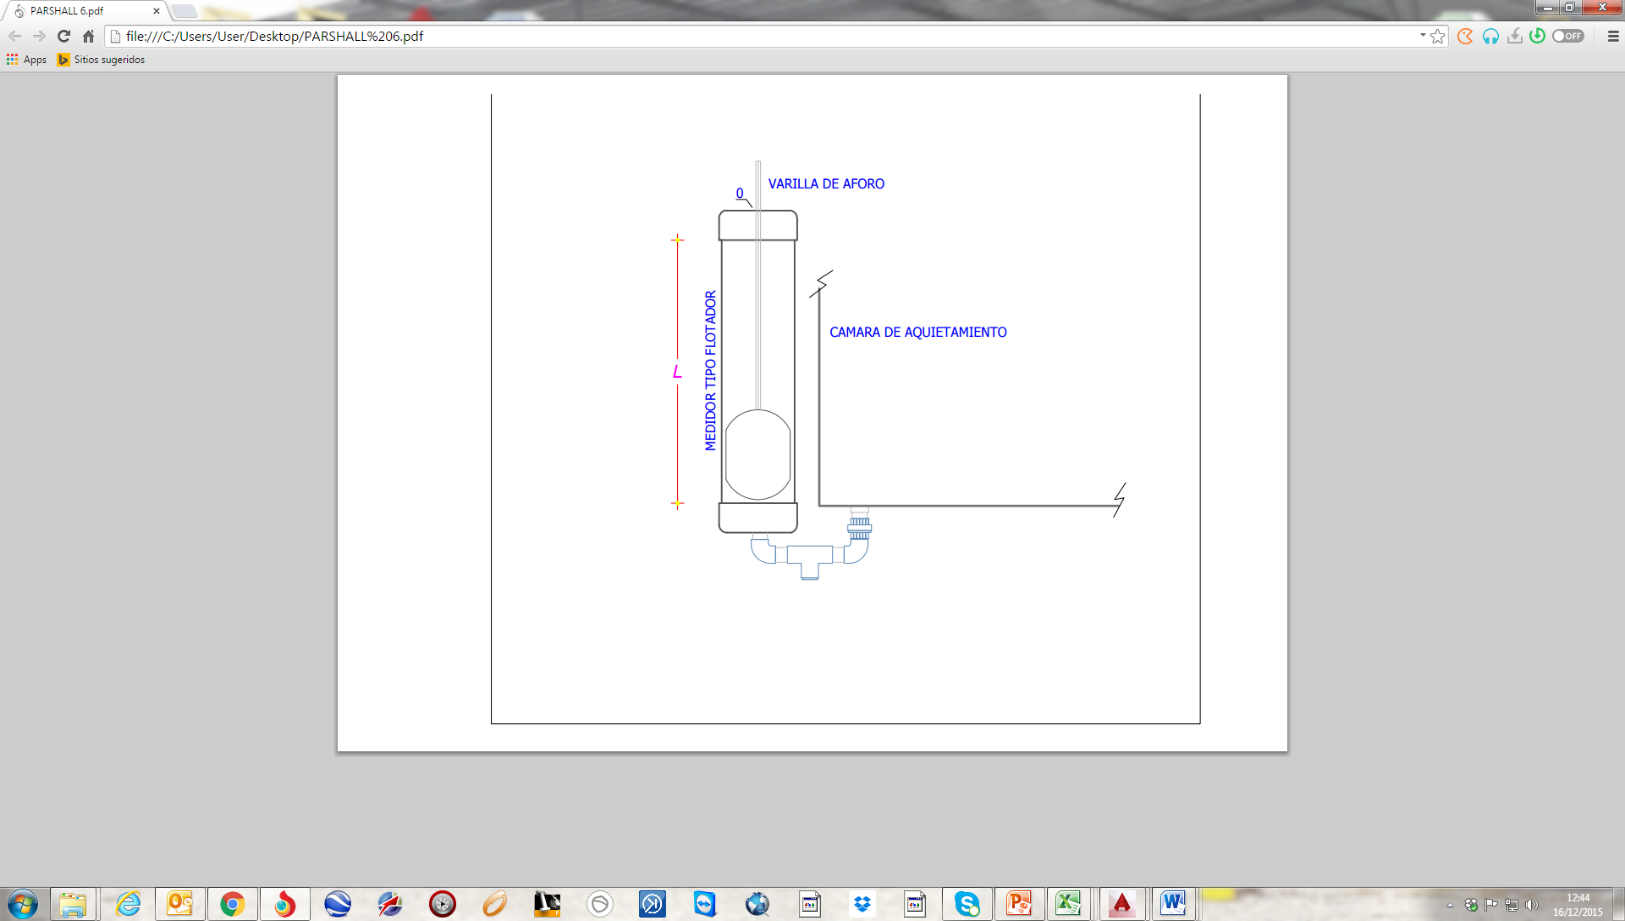 PARSHALL 6.pdf
file:///C:/Users/User/Desktop/PARSHALL%206.pdf
OFF
Apps
Sitios sugeridos
VARILLA DE AFORO
0
MEDIDOR TIPO FLOTADOR
L
CAMARA DE AQUIETAMIENTO
12:44
16/12/2015